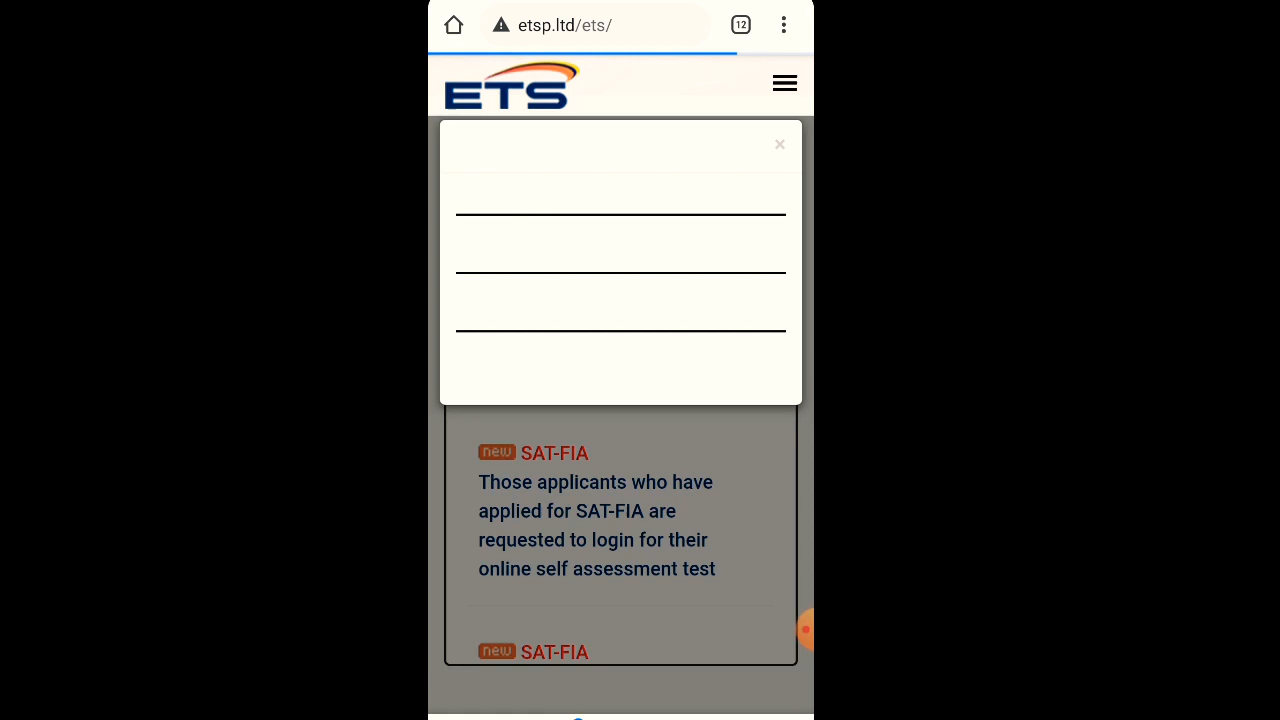 etsp.ltd/ets/
12
ETS
×
new SAT-FIA
Those applicants who have
applied for SAT-FIA are
requested to login for their
online self assessment test
new SAT-FIA